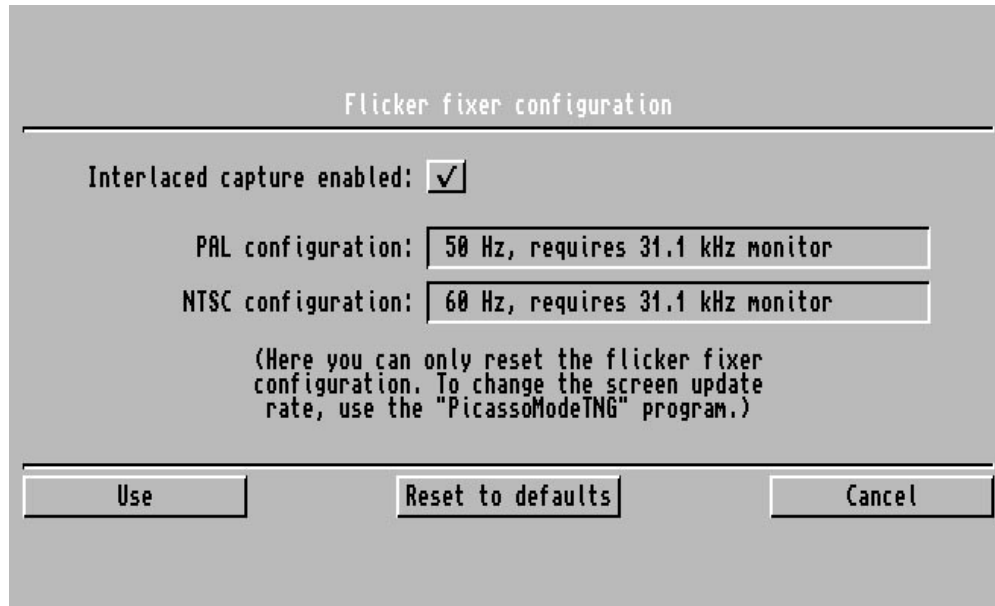 Flicker fixer configuration
Interlaced capture enabled: √
PAL configuration: 50 Hz, requires 31.1 kHz monitor
NTSC configuration: 60 Hz, requires 31.1 kHz monitor
(Here you can only reset the flicker fixer
configuration. To change the screen update
rate, use the "PicassoModeTNG" program.)
Use Reset to defaults Cancel